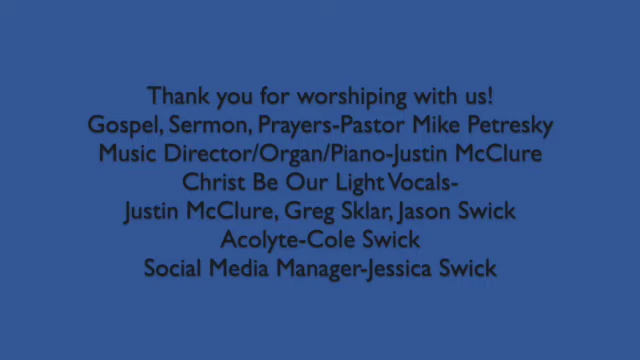 Thank you for worshiping with us!
Gospel, Sermon, Prayers-Pastor Mike Petresky
Music Director/Organ/Piano-Justin McClure
Christ Be Our Light Vocals-
Justin McClure, Greg Sklar, Jason Swick
Acolyte-Cole Swick
Social Media Manager-Jessica Swick